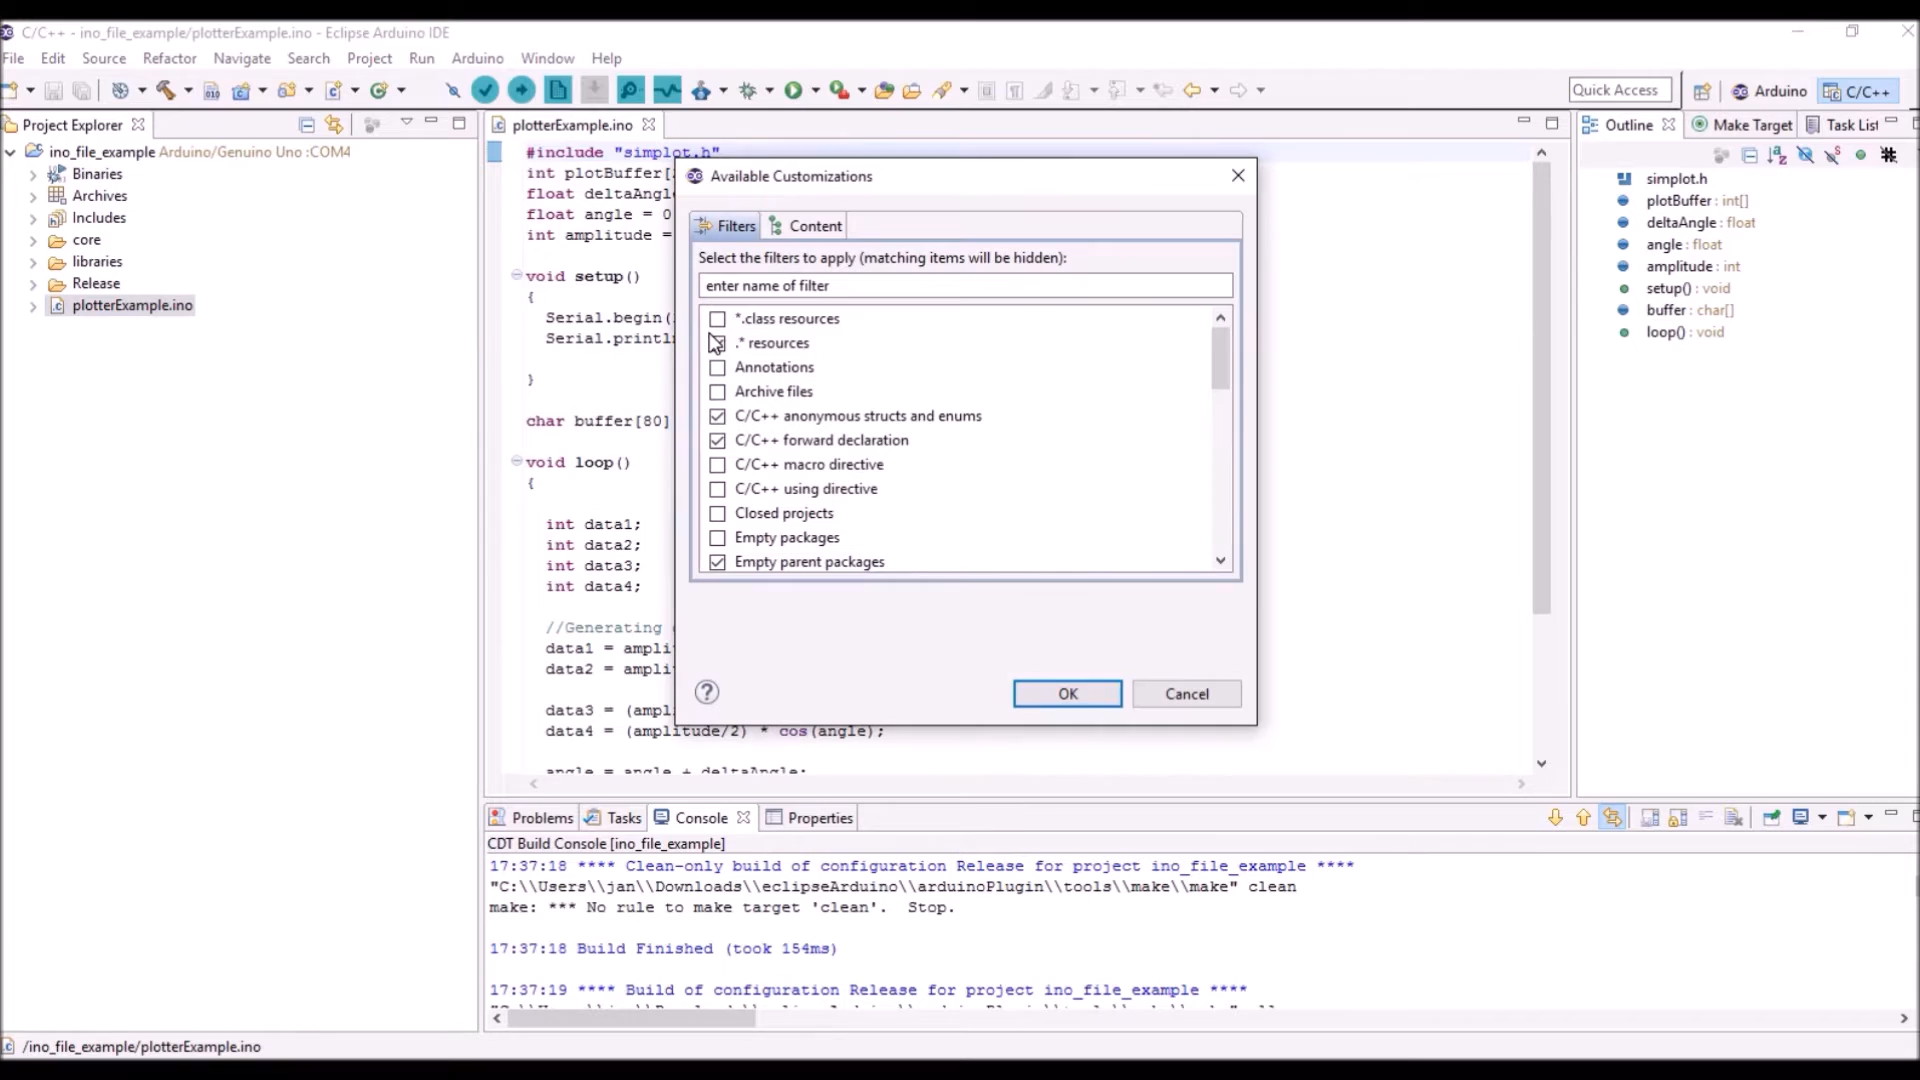 C/C++ - ino_file_example/plotterExample.ino - Eclipse Arduino IDE
File Edit Source Refactor Navigate Search Project Run Arduino Window Help
Quick Access
Arduino
C/C++
Project Explorer
ino_file_example Arduino/Genuino Uno :COM4
Binaries
Archives
Includes
core
libraries
Release
plotterExample.ino
plotterExample.ino
#include "simplot.h"
int plotBuffer[
float deltaAngle
float angle = 0
int amplitude =
void setup()
{
Serial.begin(
Serial.println
}
char buffer[80]
void loop()
{
int data1;
int data2;
int data3;
int data4;
//Generating
data1 = ampli
data2 = ampli
data3 = (ampl
data4 = (amplitude/2) * cos(angle);
angle = angle + deltaAngle;
Available Customizations
Filters
Content
Select the filters to apply (matching items will be hidden):
enter name of filter
*.class resources
.* resources
Annotations
Archive files
C/C++ anonymous structs and enums
C/C++ forward declaration
C/C++ macro directive
C/C++ using directive
Closed projects
Empty packages
Empty parent packages
?
OK
Cancel
Outline
Make Target
Task List
simplot.h
plotBuffer : int[]
deltaAngle : float
angle : float
amplitude : int
setup() : void
buffer : char[]
loop() : void
Problems
Tasks
Console
Properties
CDT Build Console [ino_file_example]
17:37:18 **** Clean-only build of configuration Release for project ino_file_example ****
"C:\\Users\\jan\\Downloads\\eclipseArduino\\arduinoPlugin\\tools\\make\\make" clean
make: *** No rule to make target 'clean'.  Stop.
17:37:18 Build Finished (took 154ms)
17:37:19 **** Build of configuration Release for project ino_file_example ****
/ino_file_example/plotterExample.ino